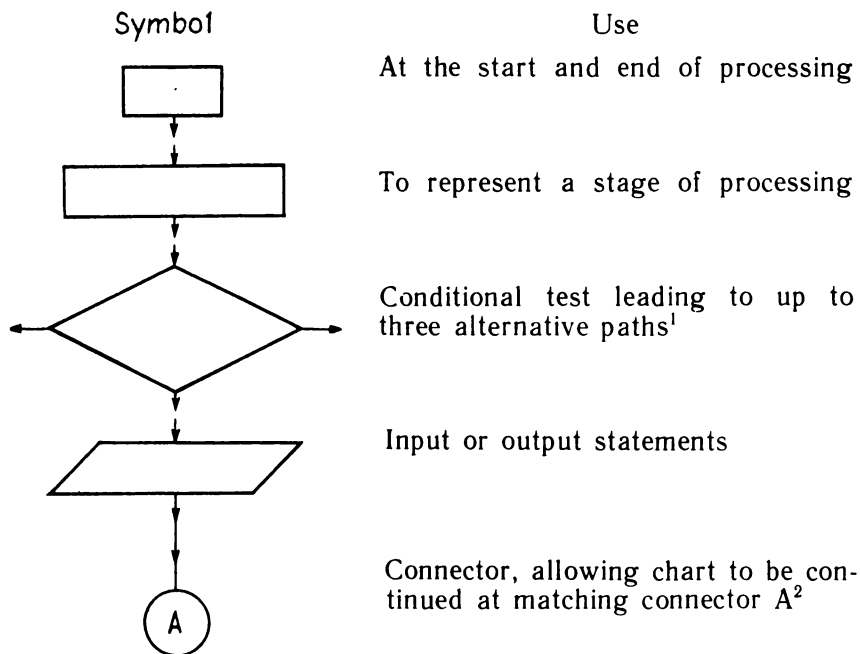 Symbol Use
At the start and end of processing
To represent a stage of processing
Conditional test leading to up to
three alternative paths¹
Input or output statements
Connector, allowing chart to be con-
tinued at matching connector A²
A